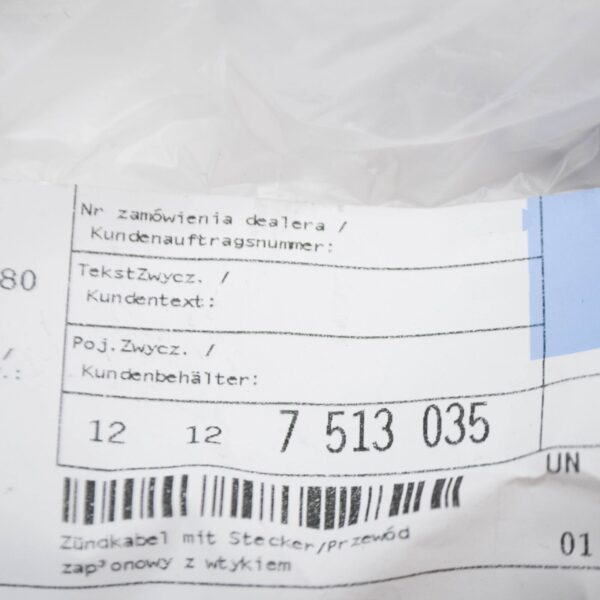 Nr zamówienia dealera /
Kundenauftragsnummer:
80
TekstZwycz. /
Kundentext:
/
.:
Poj.Zwycz. /
Kundenbehälter:
12 12 7 513 035
UN
Zündkabel mit Stecker/przewód
zap³onowy z wtykiem
01